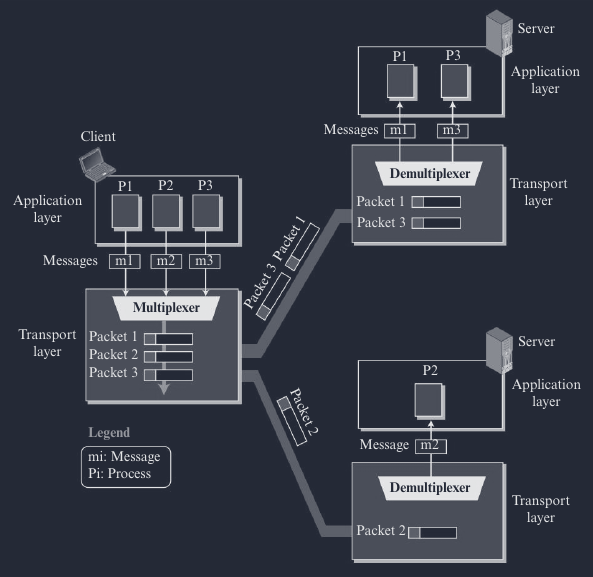 Client
P1 P2 P3
Application
layer
Messages m1 m2 m3
Multiplexer
Transport
layer
Packet 1
Packet 2
Packet 3
Legend
mi: Message
Pi: Process
Packet 3
Packet 1
Packet 2
Server
P1 P3
Application
layer
Messages m1 m3
Demultiplexer
Transport
layer
Packet 1
Packet 3
Server
P2
Application
layer
Message m2
Demultiplexer
Transport
layer
Packet 2